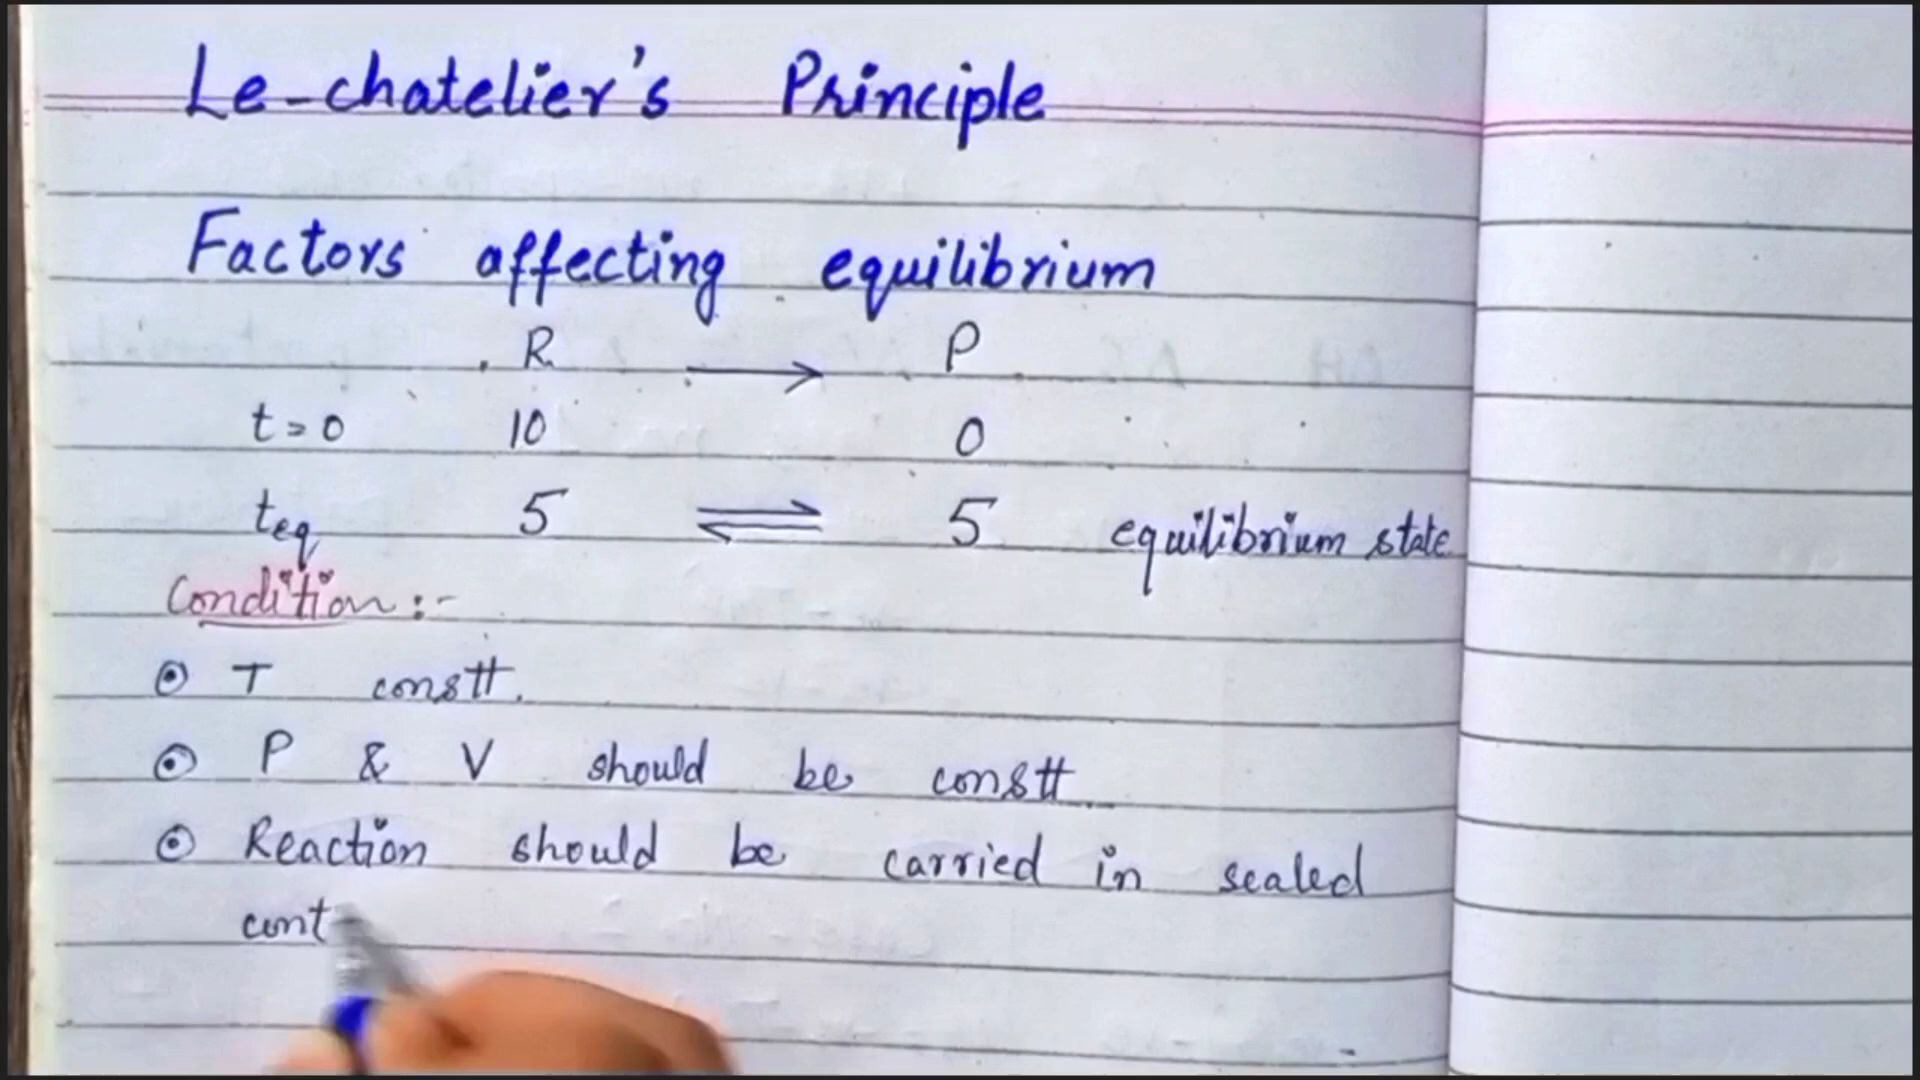 Le-chatelier's Principle
Factors affecting equilibrium
R → P
t=0 10 0
teq 5 ⇌ 5 equilibrium state
Condition :-
⊙ T constt.
⊙ P & V should be constt
⊙ Reaction should be carried in sealed
cont